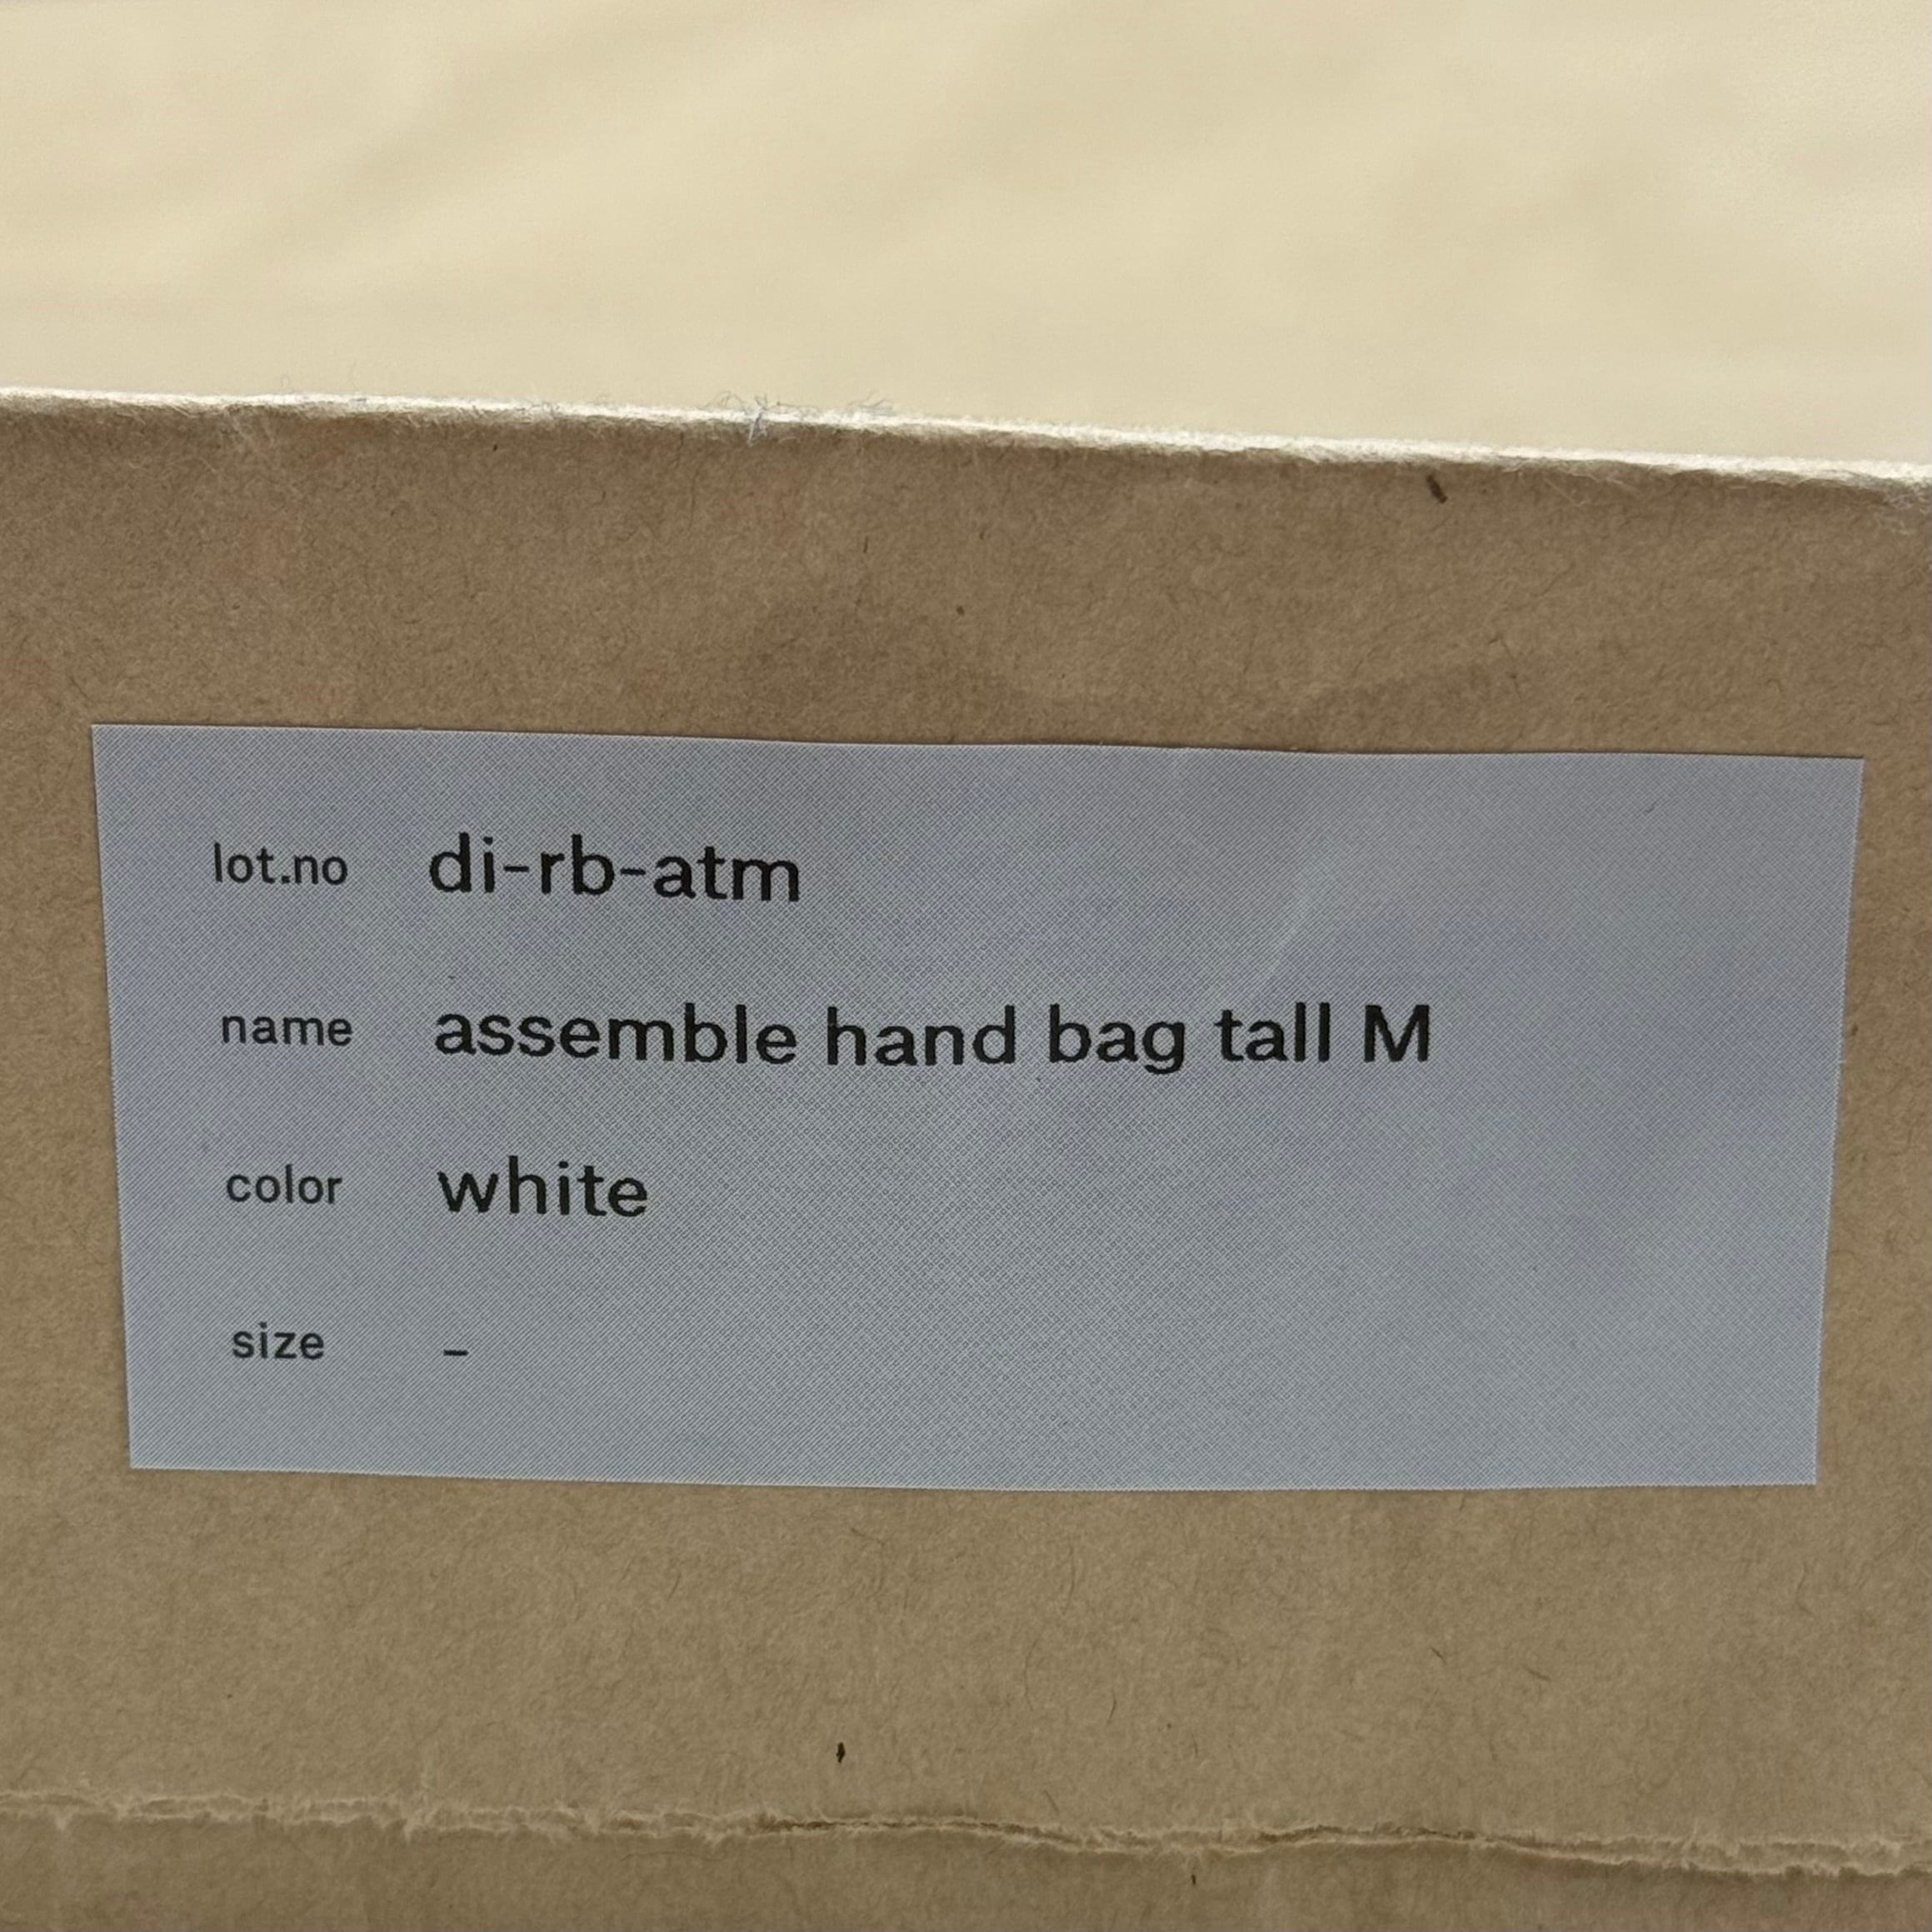 lot.no di-rb-atm
name assemble hand bag tall M
color white
size -